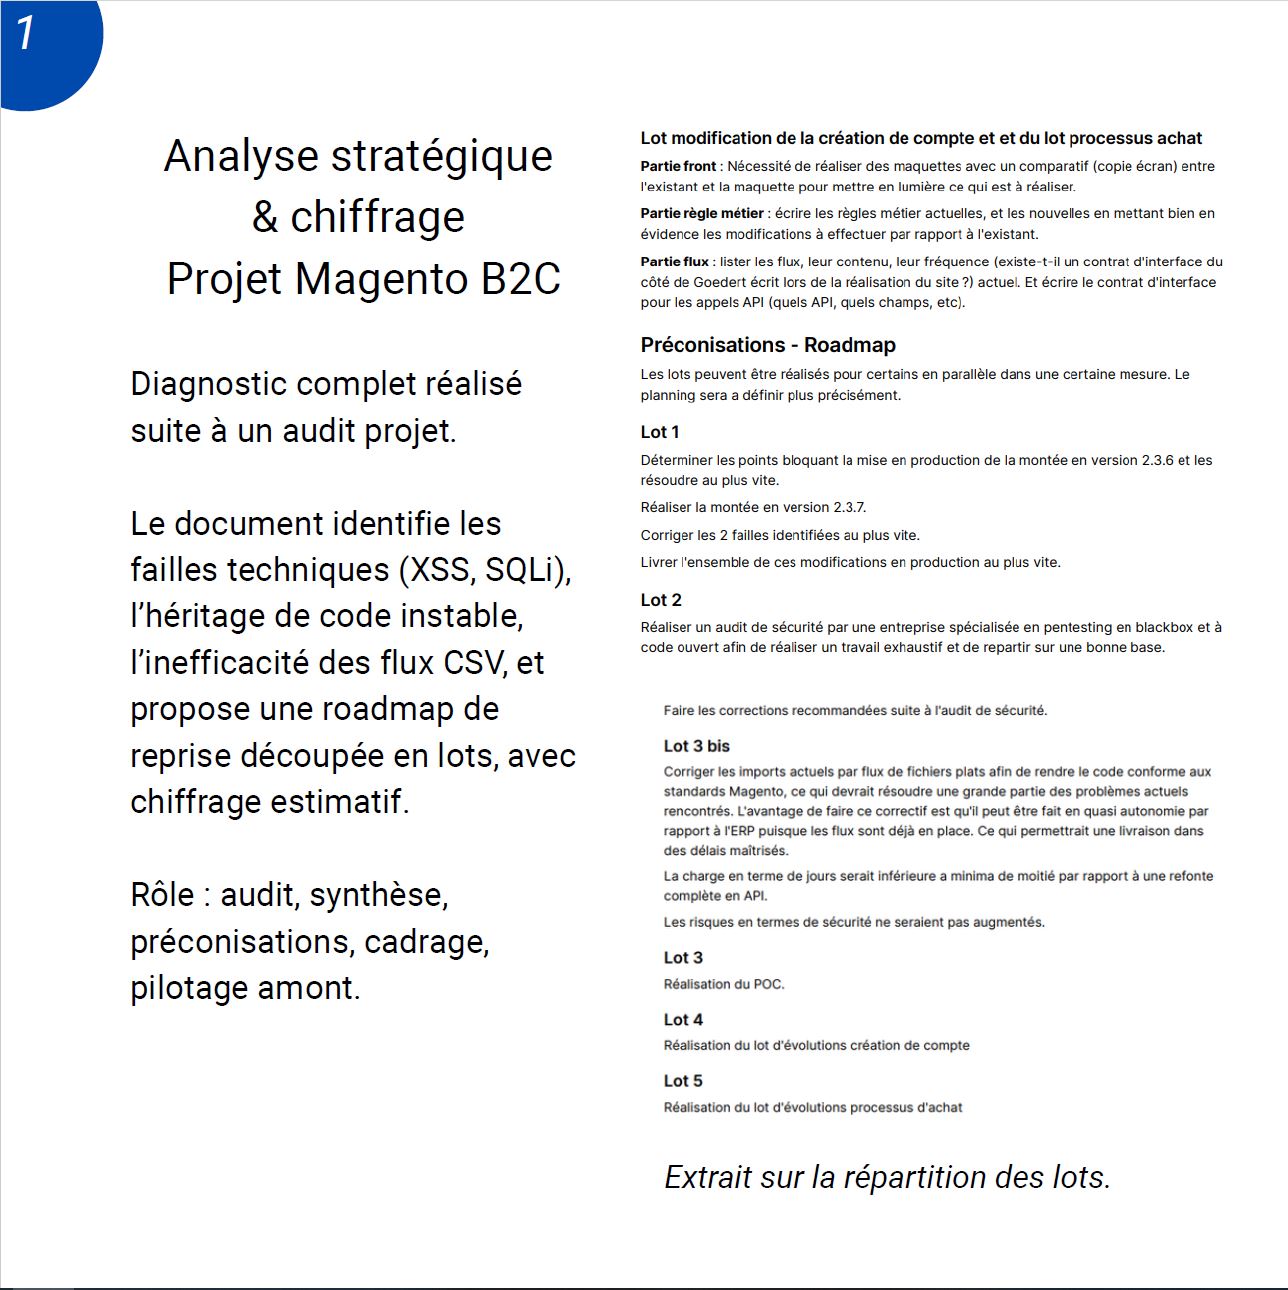 1
Analyse stratégique
& chiffrage
Projet Magento B2C
Diagnostic complet réalisé
suite à un audit projet.
Le document identifie les
failles techniques (XSS, SQLi),
l’héritage de code instable,
l’inefficacité des flux CSV, et
propose une roadmap de
reprise découpée en lots, avec
chiffrage estimatif.
Rôle : audit, synthèse,
préconisations, cadrage,
pilotage amont.
Lot modification de la création de compte et et du lot processus achat
Partie front : Nécessité de réaliser des maquettes avec un comparatif (copie écran) entre
l'existant et la maquette pour mettre en lumière ce qui est à réaliser.
Partie règle métier : écrire les règles métier actuelles, et les nouvelles en mettant bien en
évidence les modifications à effectuer par rapport à l'existant.
Partie flux : lister les flux, leur contenu, leur fréquence (existe-t-il un contrat d'interface du
côté de Goedert écrit lors de la réalisation du site ?) actuel. Et écrire le contrat d'interface
pour les appels API (quels API, quels champs, etc).
Préconisations - Roadmap
Les lots peuvent être réalisés pour certains en parallèle dans une certaine mesure. Le
planning sera a définir plus précisément.
Lot 1
Déterminer les points bloquant la mise en production de la montée en version 2.3.6 et les
résoudre au plus vite.
Réaliser la montée en version 2.3.7.
Corriger les 2 failles identifiées au plus vite.
Livrer l'ensemble de ces modifications en production au plus vite.
Lot 2
Réaliser un audit de sécurité par une entreprise spécialisée en pentesting en blackbox et à
code ouvert afin de réaliser un travail exhaustif et de repartir sur une bonne base.
Faire les corrections recommandées suite à l'audit de sécurité.
Lot 3 bis
Corriger les imports actuels par flux de fichiers plats afin de rendre le code conforme aux
standards Magento, ce qui devrait résoudre une grande partie des problèmes actuels
rencontrés. L'avantage de faire ce correctif est qu'il peut être fait en quasi autonomie par
rapport à l'ERP puisque les flux sont déjà en place. Ce qui permettrait une livraison dans
des délais maîtrisés.
La charge en terme de jours serait inférieure a minima de moitié par rapport à une refonte
complète en API.
Les risques en termes de sécurité ne seraient pas augmentés.
Lot 3
Réalisation du POC.
Lot 4
Réalisation du lot d'évolutions création de compte
Lot 5
Réalisation du lot d'évolutions processus d'achat
Extrait sur la répartition des lots.